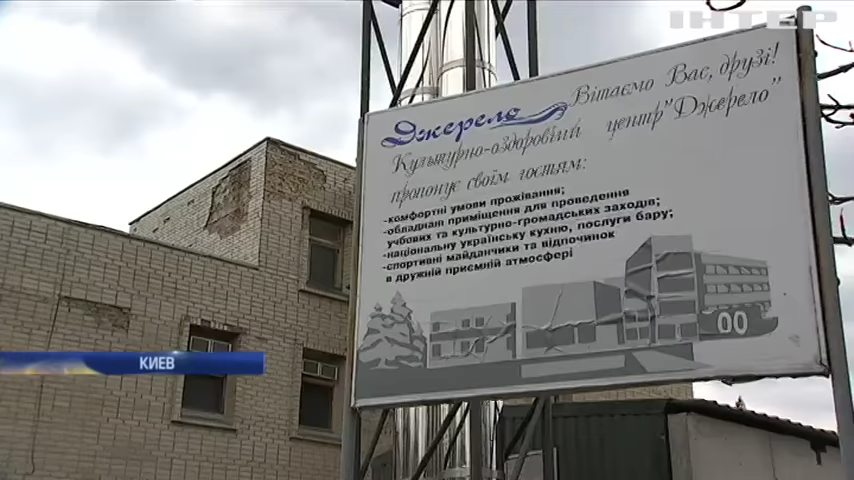 ІНТЕР
Джерело Вітаємо Вас, друзі!
Культурно-оздоровчий центр "Джерело"
пропонує своїм гостям:
-комфортні умови проживання;
-обладнані приміщення для проведення
учбових та культурно-громадських заходів;
-національну українську кухню, послуги бару;
-спортивні майданчики та відпочинок
в дружній приємній атмосфері
КИЕВ